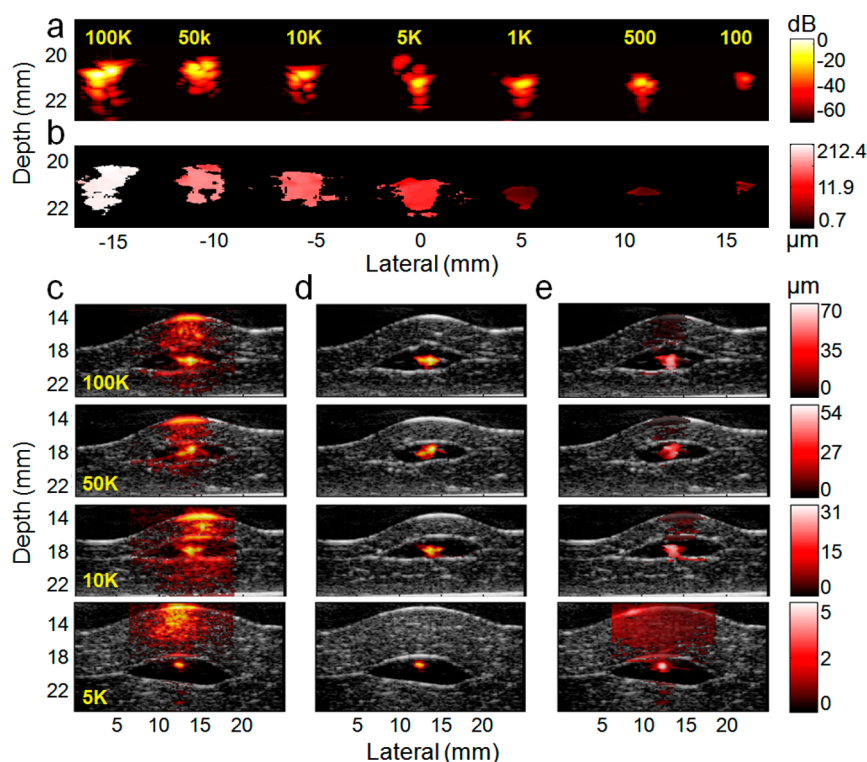 a
100K 50k 10K 5K 1K 500 100
dB
20
22
0
-20
-40
-60
b
20
22
212.4
11.9
0.7
µm
Depth (mm)
-15 -10 -5 0 5 10 15
Lateral (mm)
c d e
µm
14
18
22
100K
70
35
0
14
18
22
50K
54
27
0
14
18
22
10K
31
15
0
14
18
22
5K
5
2
0
Depth (mm)
5 10 15 20 5 10 15 20 5 10 15 20
Lateral (mm) Lateral (mm)